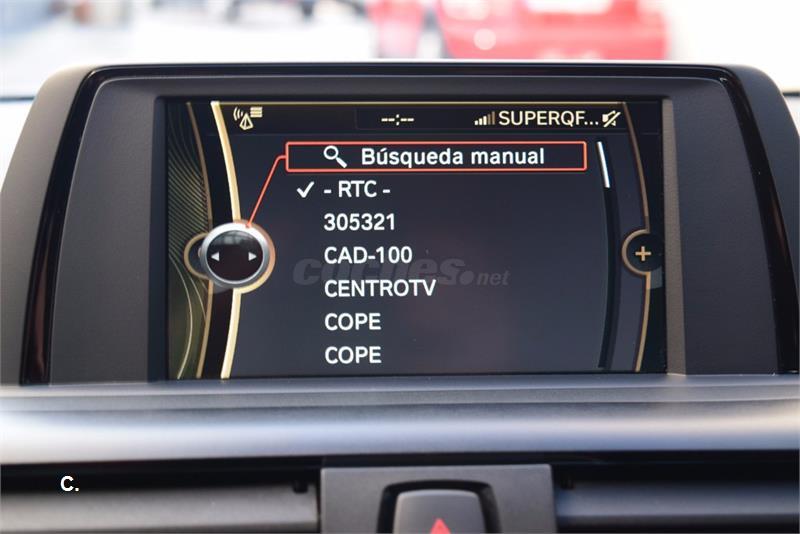 --:-- SUPERQF...
Búsqueda manual
- RTC -
305321
CAD-100
CENTROTV
coches.net
COPE
COPE
C.